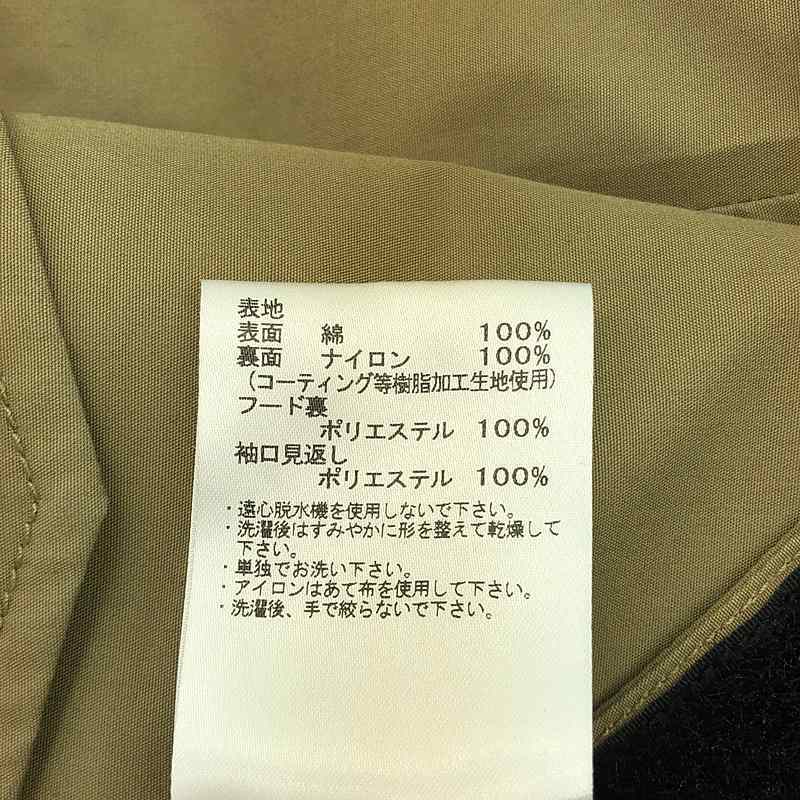 表地
表面 綿 100%
裏面 ナイロン 100%
(コーティング等樹脂加工生地使用)
フード裏
ポリエステル 100%
袖口見返し
ポリエステル 100%
・遠心脱水機を使用しないで下さい。
・洗濯後はすみやかに形を整えて乾燥して
下さい。
・単独でお洗い下さい。
・アイロンはあて布を使用して下さい。
・洗濯後、手で絞らないで下さい。